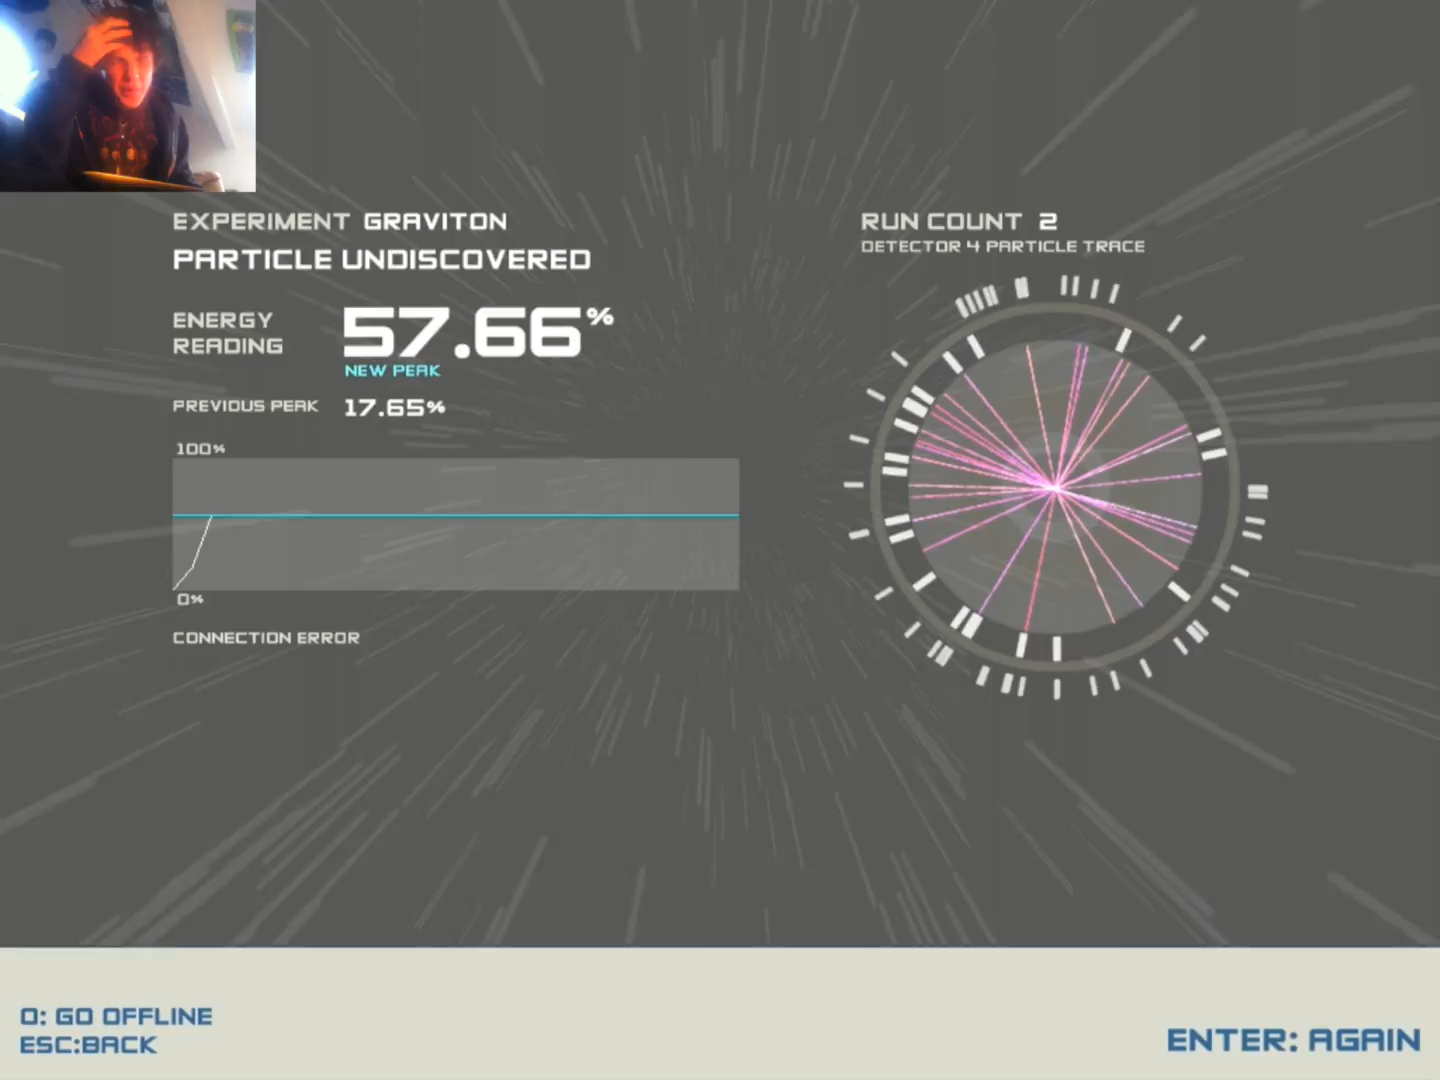 EXPERIMENT GRAVITON
PARTICLE UNDISCOVERED
ENERGY READING 57.66%
NEW PEAK
PREVIOUS PEAK 17.65%
100%
0%
CONNECTION ERROR
RUN COUNT 2
DETECTOR 4 PARTICLE TRACE
O: GO OFFLINE
ESC:BACK
ENTER: AGAIN